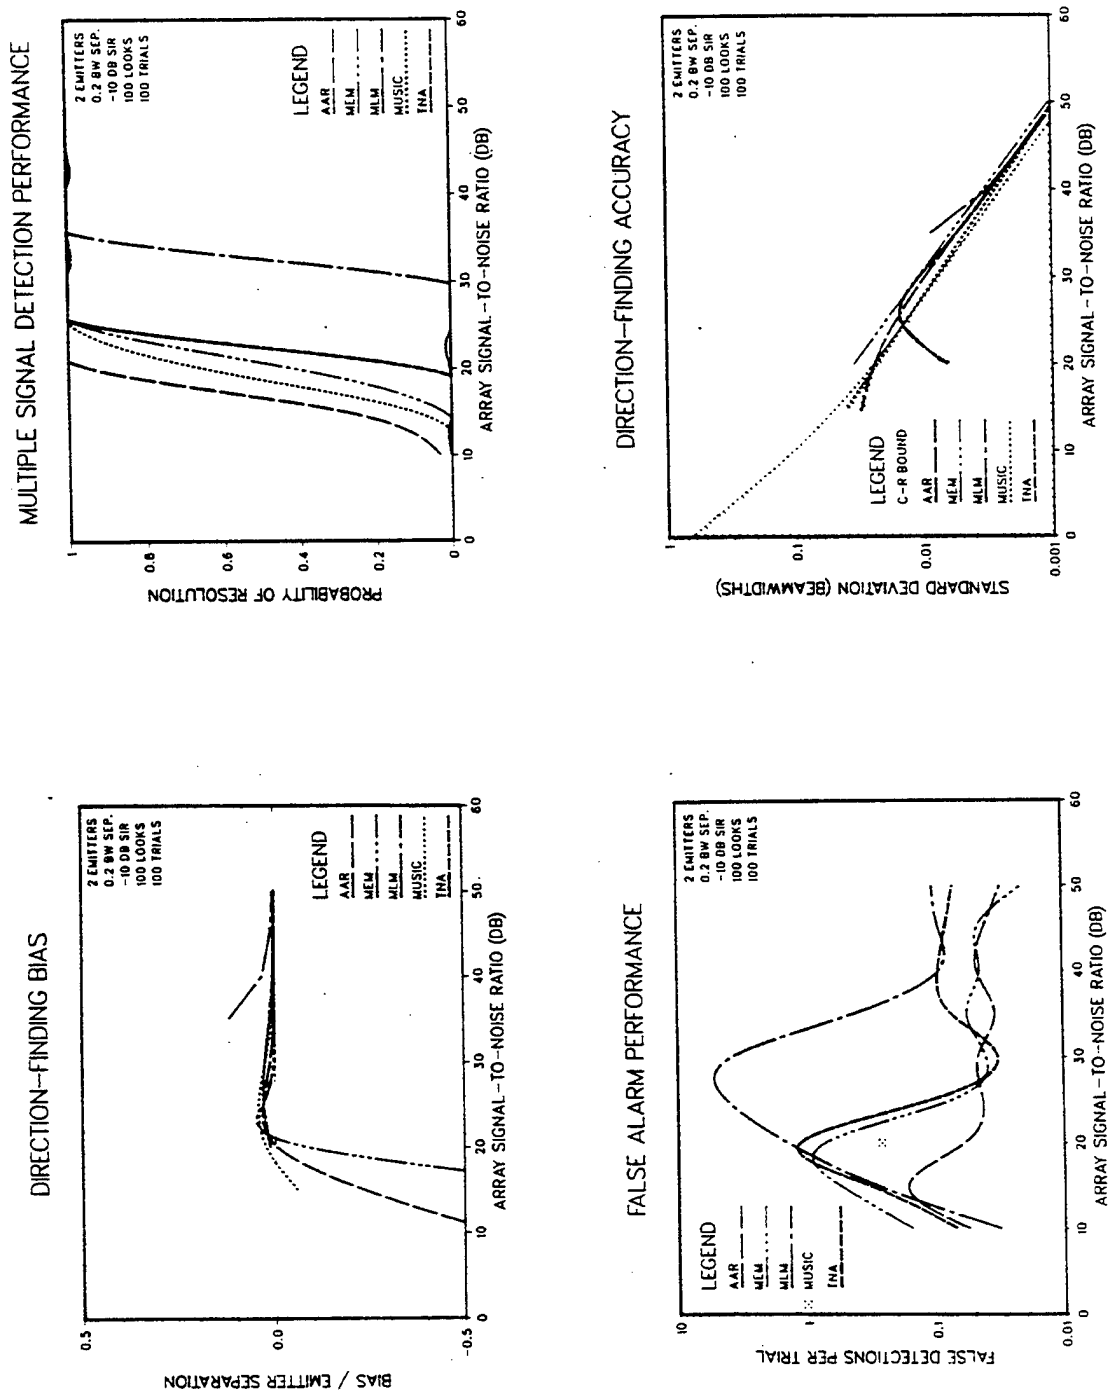 MULTIPLE SIGNAL DETECTION PERFORMANCE
2 EMITTERS
0.2 BW SEP.
-10 DB SIR
100 LOOKS
100 TRIALS
LEGEND
AAR
MEM
MLM
MUSIC
TNA
PROBABILITY OF RESOLUTION
1
0.8
0.6
0.4
0.2
0
0
10
20
30
40
50
60
ARRAY SIGNAL-TO-NOISE RATIO (DB)
DIRECTION-FINDING ACCURACY
2 EMITTERS
0.2 BW SEP.
-10 DB SIR
100 LOOKS
100 TRIALS
LEGEND
C-R BOUND
AAR
MEM
MLM
MUSIC
TNA
STANDARD DEVIATION (BEAMWIDTHS)
1
0.1
0.01
0.001
0
10
20
30
40
50
60
ARRAY SIGNAL-TO-NOISE RATIO (DB)
DIRECTION-FINDING BIAS
2 EMITTERS
0.2 BW SEP.
-10 DB SIR
100 LOOKS
100 TRIALS
LEGEND
AAR
MEM
MLM
MUSIC
TNA
BIAS / EMITTER SEPARATION
0.5
0.0
-0.5
0
10
20
30
40
50
60
ARRAY SIGNAL-TO-NOISE RATIO (DB)
FALSE ALARM PERFORMANCE
2 EMITTERS
0.2 BW SEP.
-10 DB SIR
100 LOOKS
100 TRIALS
LEGEND
AAR
MEM
MLM
MUSIC
TNA
FALSE DETECTIONS PER TRIAL
10
1
0.1
0.01
0
10
20
30
40
50
60
ARRAY SIGNAL-TO-NOISE RATIO (DB)